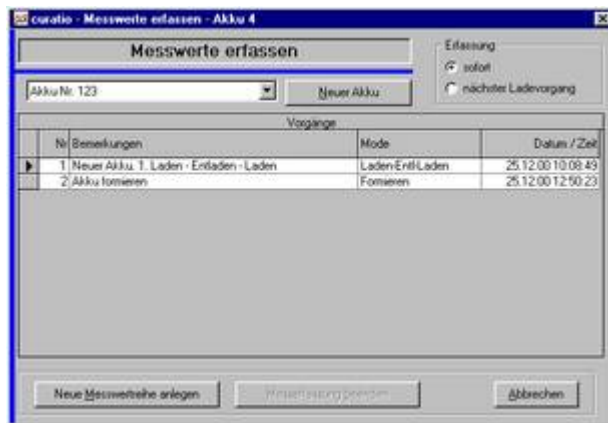 curatio - Messwerte erfassen - Akku 4
Messwerte erfassen
Erfassung
sofort
nächster Ladevorgang
Akku Nr. 123
Neuer Akku
Vorgänge
Nr Bemerkungen Mode Datum / Zeit
1 Neuer Akku. 1. Laden - Entladen - Laden Laden-Entl-Laden 25.12.00 10:08:49
2 Akku formieren Formieren 25.12.00 12:50:23
Neue Messwertreihe anlegen
Abbrechen